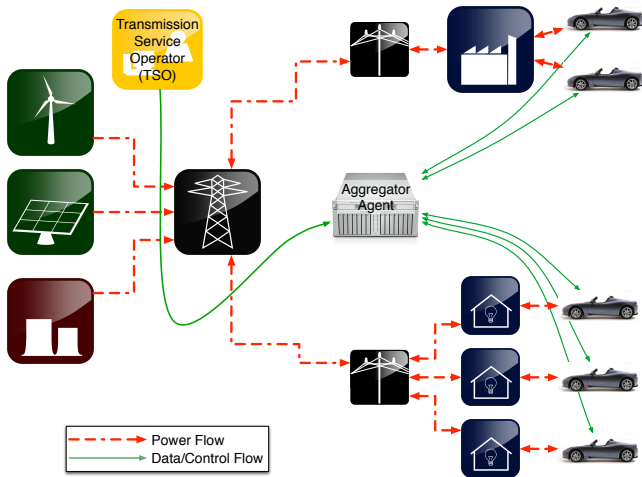 Transmission
Service
Operator
(TSO)
Aggregator
Agent
Power Flow
Data/Control Flow